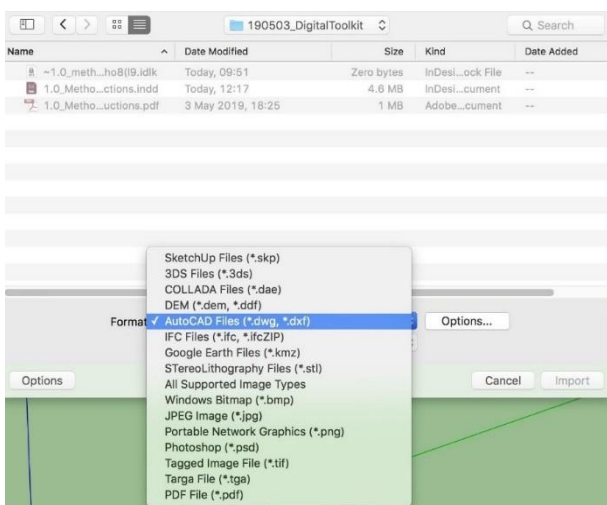 190503_DigitalToolkit
Search
Name Date Modified Size Kind Date Added
~1.0_meth...ho8(l9.idlk Today, 09:51 Zero bytes InDesi...ock File --
1.0_Metho...ctions.indd Today, 12:17 4.6 MB InDesi...cument --
1.0_Metho...uctions.pdf 3 May 2019, 18:25 1 MB Adobe...cument --
SketchUp Files (*.skp)
3DS Files (*.3ds)
COLLADA Files (*.dae)
DEM (*.dem, *.ddf)
Format ✓ AutoCAD Files (*.dwg, *.dxf) Options...
IFC Files (*.ifc, *.ifcZIP)
Google Earth Files (*.kmz)
STereoLithography Files (*.stl)
Options All Supported Image Types Cancel Import
Windows Bitmap (*.bmp)
JPEG Image (*.jpg)
Portable Network Graphics (*.png)
Photoshop (*.psd)
Tagged Image File (*.tif)
Targa File (*.tga)
PDF File (*.pdf)